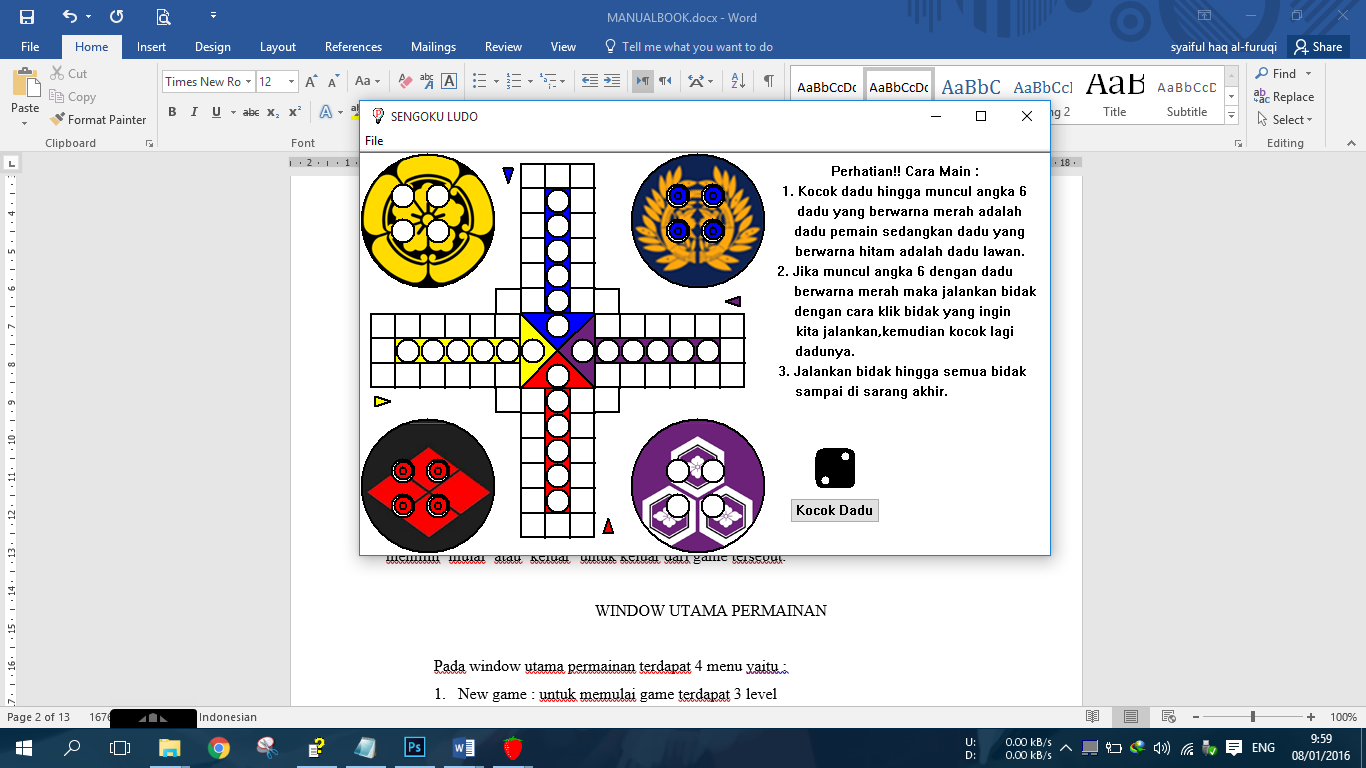 MANUALBOOK.docx - Word
File Home Insert Design Layout References Mailings Review View Tell me what you want to do syaiful haq al-furuqi Share
Paste
Cut
Copy
Format Painter
Clipboard
Times New Ro 12
Font
AaBbCcDc AaBbCcDc AaBbC AaBbCcI AaB AaBbCcD
Title Subtitle
Find
Replace
Select
Editing
SENGOKU LUDO
File
Perhatian!! Cara Main :
1. Kocok dadu hingga muncul angka 6
dadu yang berwarna merah adalah
dadu pemain sedangkan dadu yang
berwarna hitam adalah dadu lawan.
2. Jika muncul angka 6 dengan dadu
berwarna merah maka jalankan bidak
dengan cara klik bidak yang ingin
kita jalankan,kemudian kocok lagi
dadunya.
3. Jalankan bidak hingga semua bidak
sampai di sarang akhir.
Kocok Dadu
untuk keluar dari game tersebut.
WINDOW UTAMA PERMAINAN
Pada window utama permainan terdapat 4 menu yaitu :
1. New game : untuk memulai game terdapat 3 level
Page 2 of 13 Indonesian 100%
U: 0.00 kB/s
D: 0.00 kB/s
ENG
9:59
08/01/2016